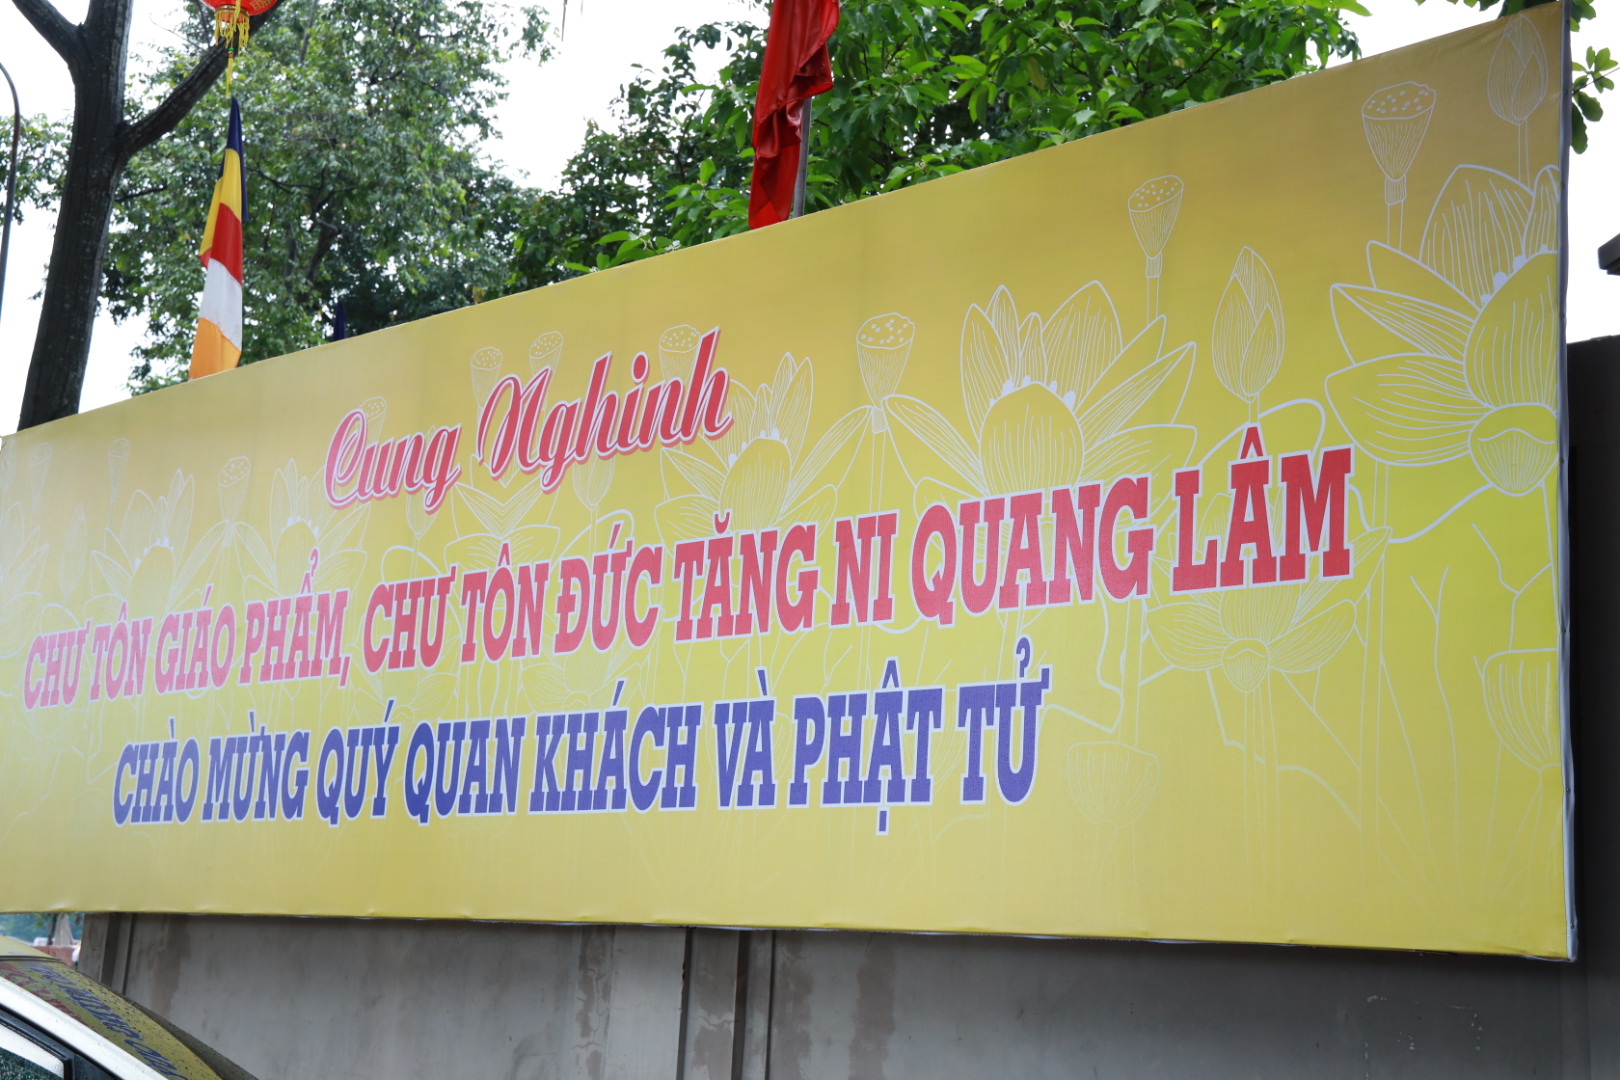 Cung Nghinh
CHƯ TÔN GIÁO PHẨM, CHƯ TÔN ĐỨC TĂNG NI QUANG LÂM
CHÀO MỪNG QUÝ QUAN KHÁCH VÀ PHẬT TỬ